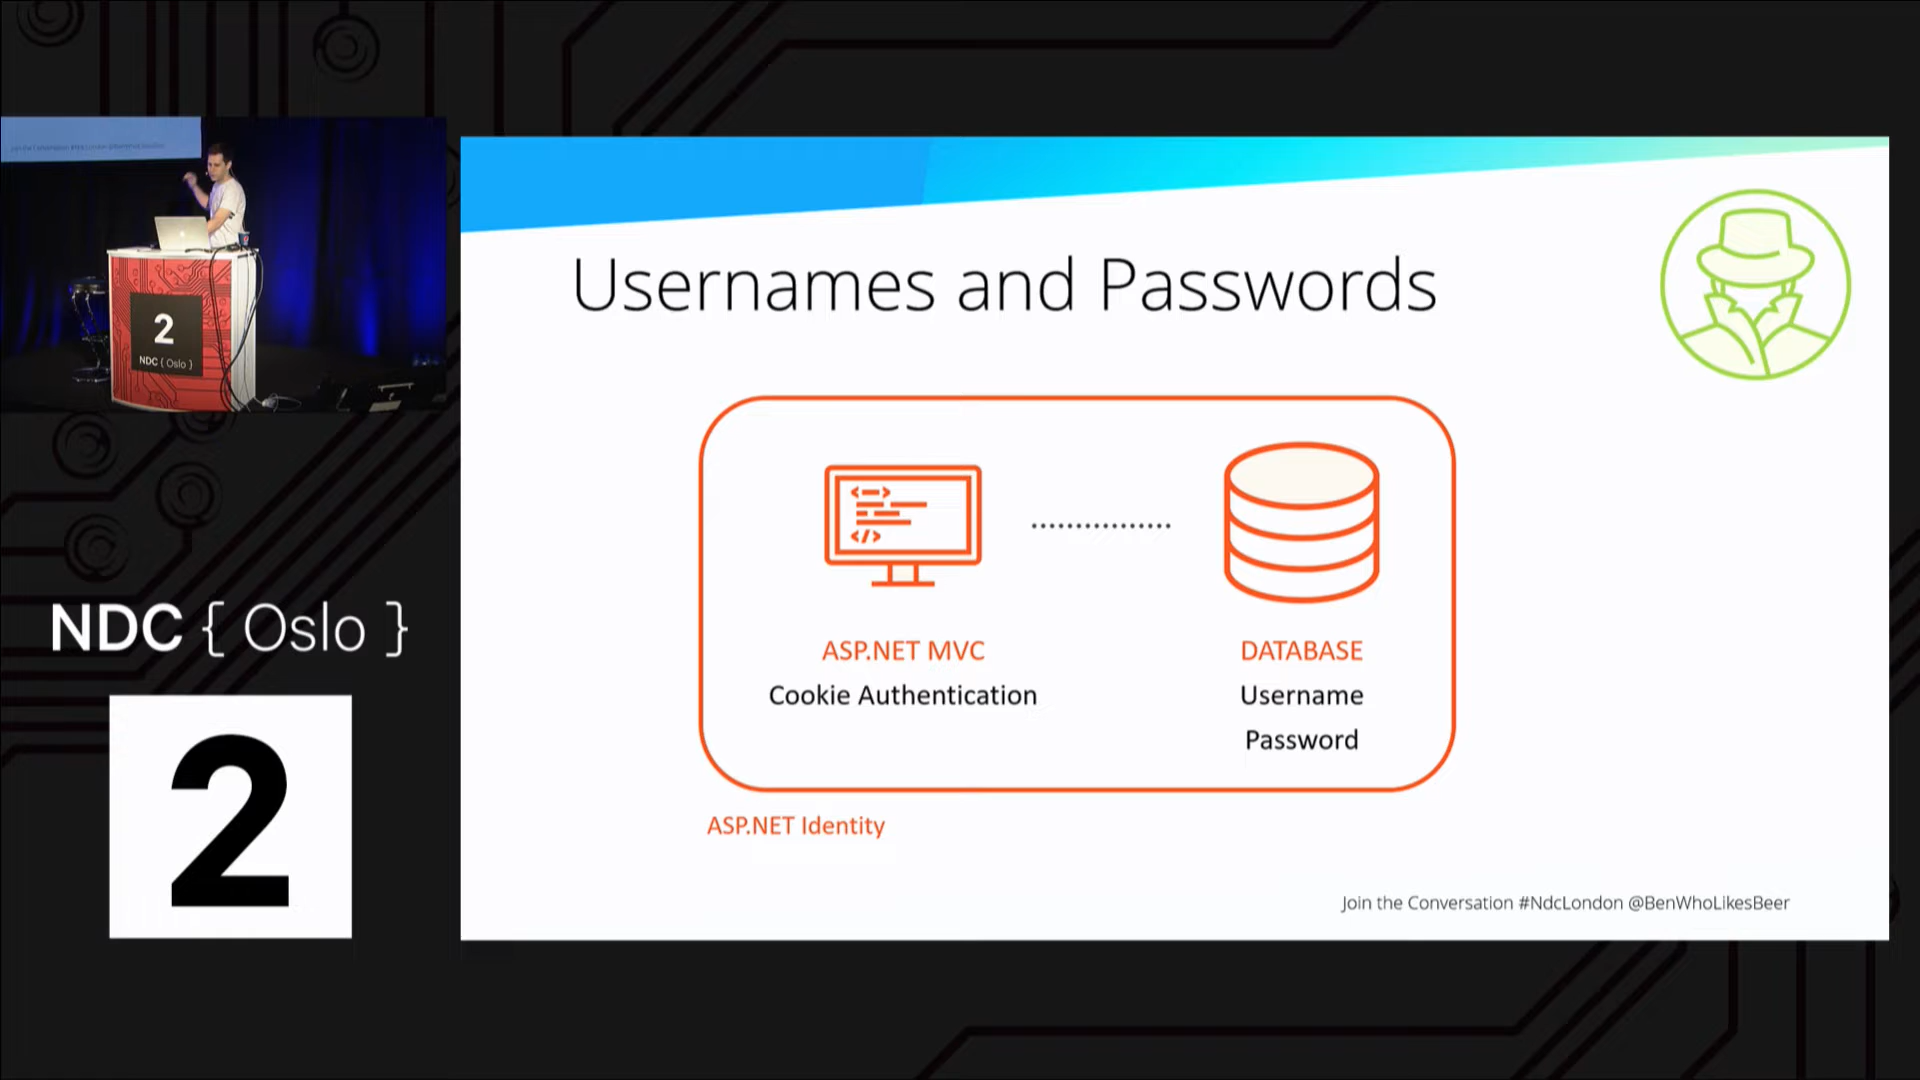 2
NDC { Oslo }
NDC { Oslo }
2
Usernames and Passwords
ASP.NET MVC
Cookie Authentication
DATABASE
Username
Password
ASP.NET Identity
Join the Conversation #NdcLondon @BenWhoLikesBeer